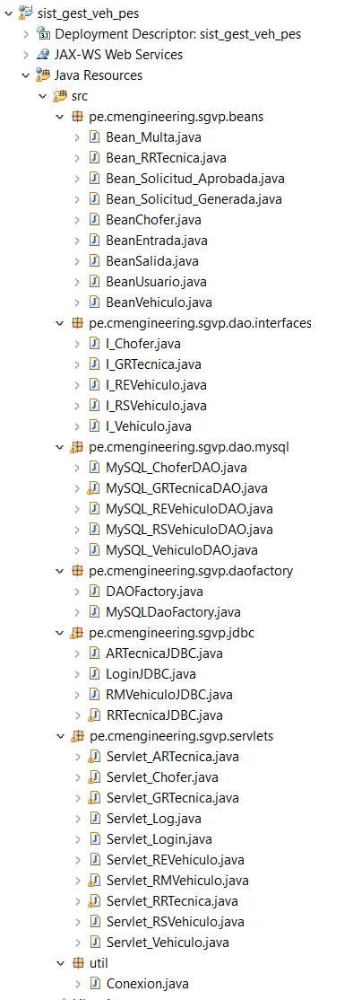 sist_gest_veh_pes
Deployment Descriptor: sist_gest_veh_pes
JAX-WS Web Services
Java Resources
src
pe.cmengineering.sgvp.beans
Bean_Multa.java
Bean_RRTecnica.java
Bean_Solicitud_Aprobada.java
Bean_Solicitud_Generada.java
BeanChofer.java
BeanEntrada.java
BeanSalida.java
BeanUsuario.java
BeanVehiculo.java
pe.cmengineering.sgvp.dao.interfaces
I_Chofer.java
I_GRTecnica.java
I_REVehiculo.java
I_RSVehiculo.java
I_Vehiculo.java
pe.cmengineering.sgvp.dao.mysql
MySQL_ChoferDAO.java
MySQL_GRTecnicaDAO.java
MySQL_REVehiculoDAO.java
MySQL_RSVehiculoDAO.java
MySQL_VehiculoDAO.java
pe.cmengineering.sgvp.daofactory
DAOFactory.java
MySQLDaoFactory.java
pe.cmengineering.sgvp.jdbc
ARTecnicaJDBC.java
LoginJDBC.java
RMVehiculoJDBC.java
RRTecnicaJDBC.java
pe.cmengineering.sgvp.servlets
Servlet_ARTecnica.java
Servlet_Chofer.java
Servlet_GRTecnica.java
Servlet_Log.java
Servlet_Login.java
Servlet_REVehiculo.java
Servlet_RMVehiculo.java
Servlet_RRTecnica.java
Servlet_RSVehiculo.java
Servlet_Vehiculo.java
util
Conexion.java